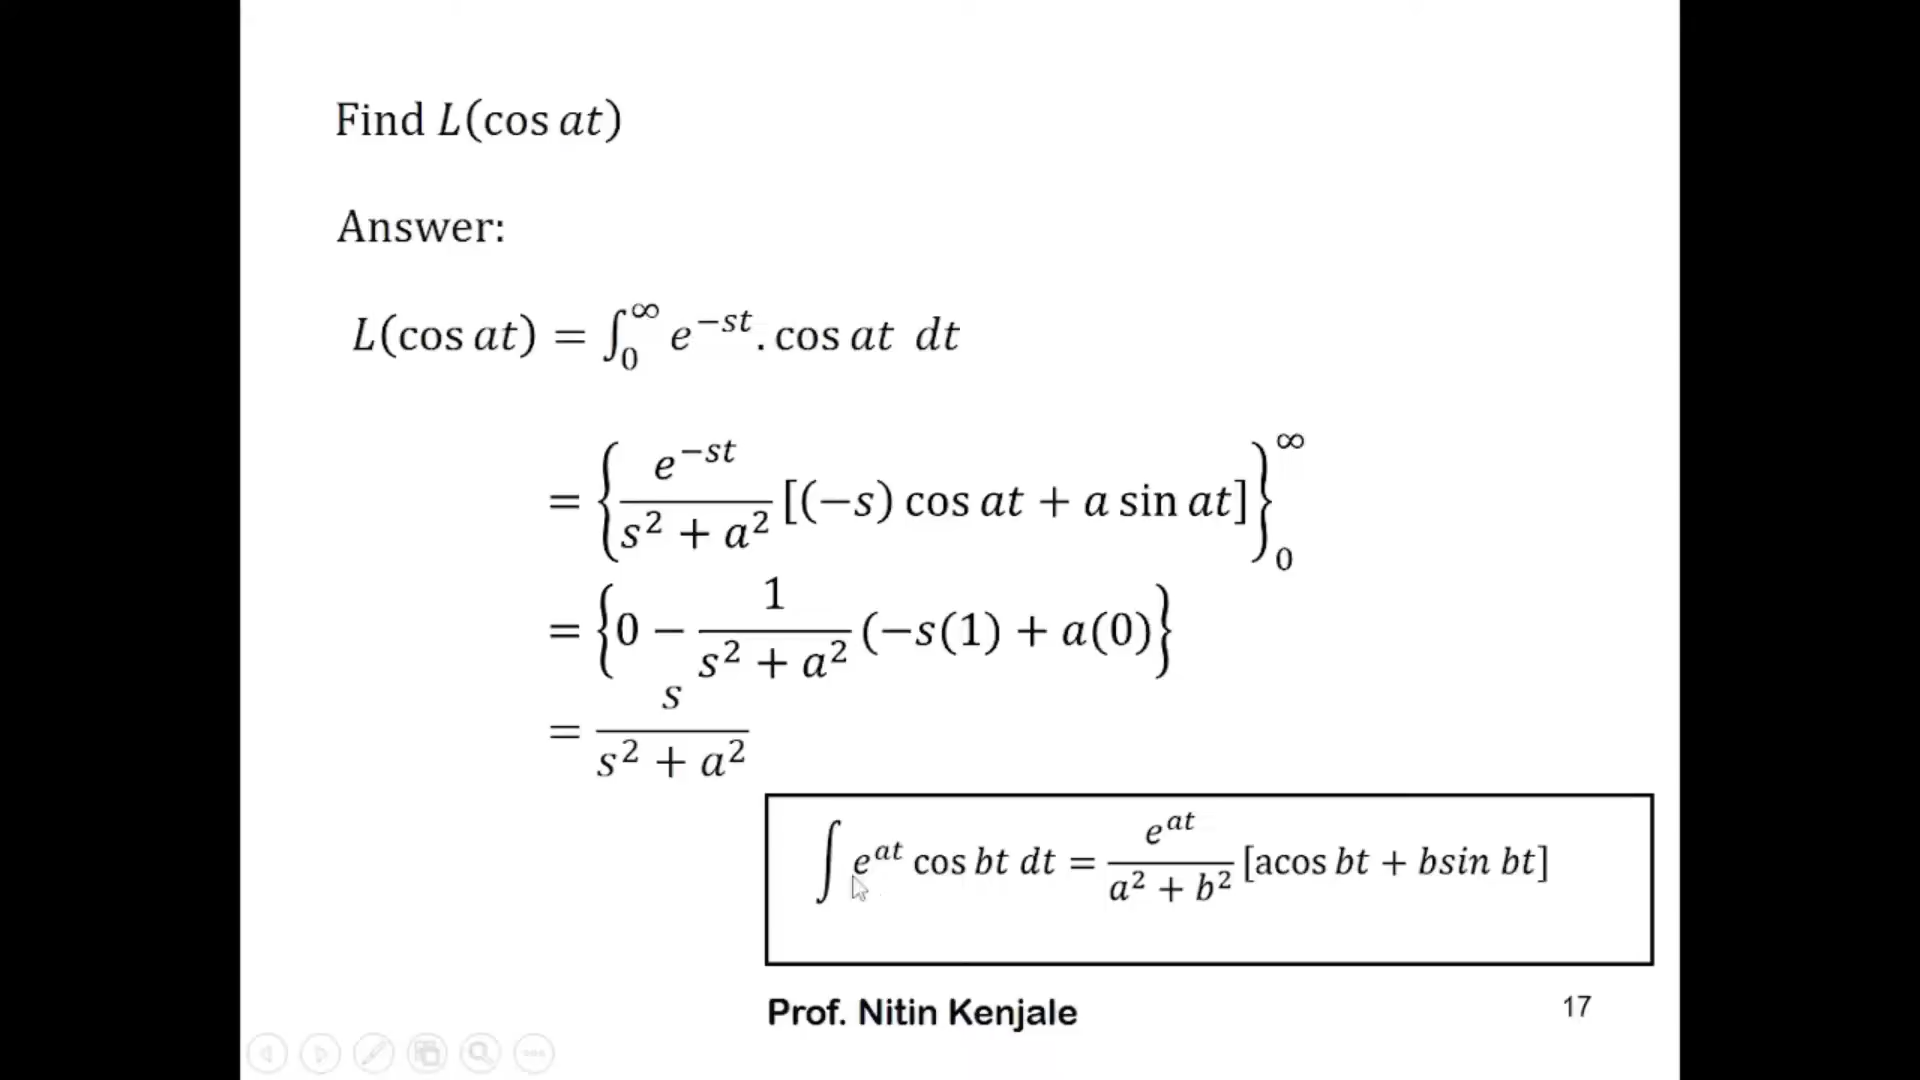 Find L(cos at)
Answer:
L(cos at) = ∫₀^∞ e^{−st}. cos at dt
= {e^{−st}/(s² + a²) [(−s) cos at + a sin at]}₀^∞
= {0 − 1/(s² + a²) (−s(1) + a(0)}
= s/(s² + a²)
∫ e^{at} cos bt dt = e^{at}/(a² + b²) [acos bt + bsin bt]
Prof. Nitin Kenjale
17